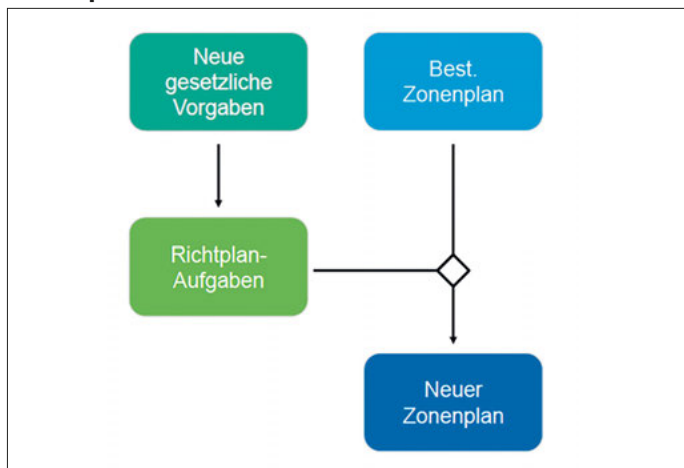 Neue
gesetzliche
Vorgaben
Best.
Zonenplan
Richtplan-
Aufgaben
Neuer
Zonenplan